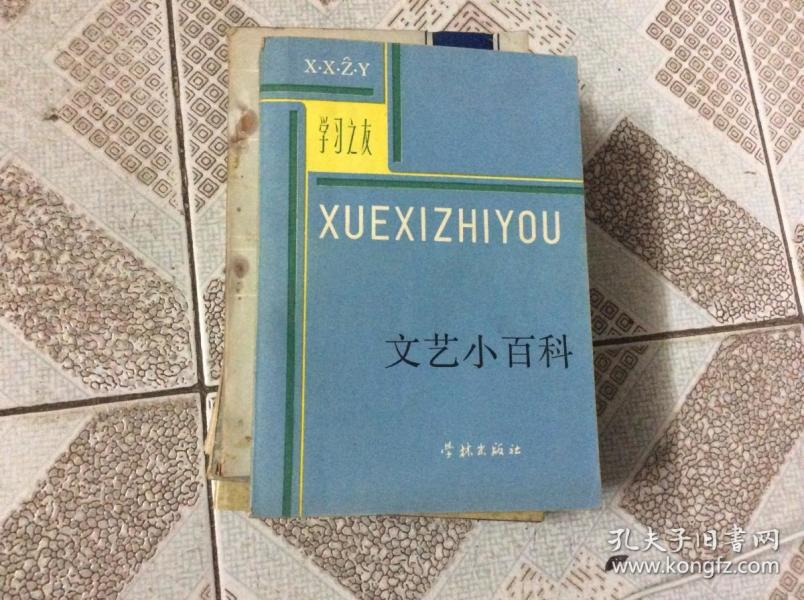 X·X·Ẑ·Y
学习之友
XUEXIZHIYOU
文艺小百科
学林出版社
孔夫子旧书网
www.kongfz.com